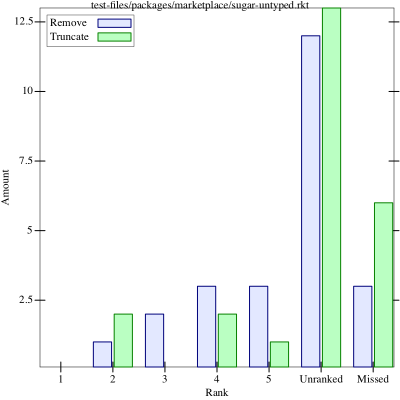 test-files/packages/marketplace/sugar-untyped.rkt
Remove
Truncate
12.5
10
7.5
5
2.5
Amount
1 2 3 4 5 Unranked Missed
Rank